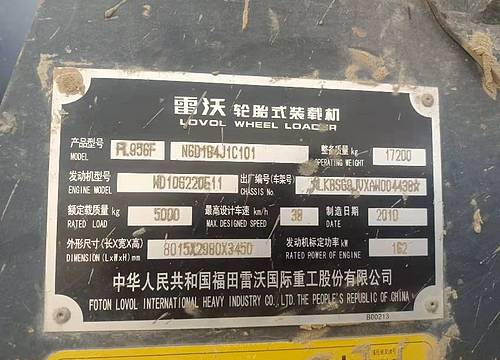 雷沃 轮胎式装载机
LOVOL WHEEL LOADER
产品型号 MODEL FL956F N6D1B4J1C101 整备质量 kg OPERATING WEIGHT 17200
发动机型号 ENGINE MODEL WD10G220E11 出厂编号(车架号) CHASSIS No.
额定载质量 kg RATED LOAD 5000 最高设计车速 km/h MAX DESIGNED SPEED 38 制造日期 DATE 2010
外形尺寸(长X宽X高) DIMENSION (LxWxH) mm 8015X2980X3450 发动机标定功率 kW RATED POWER OF ENGINE 162
中华人民共和国福田雷沃国际重工股份有限公司
FOTON LOVOL INTERNATIONAL HEAVY INDUSTRY CO., LTD. THE PEOPLE'S REPUBLIC OF CHINA
B00213